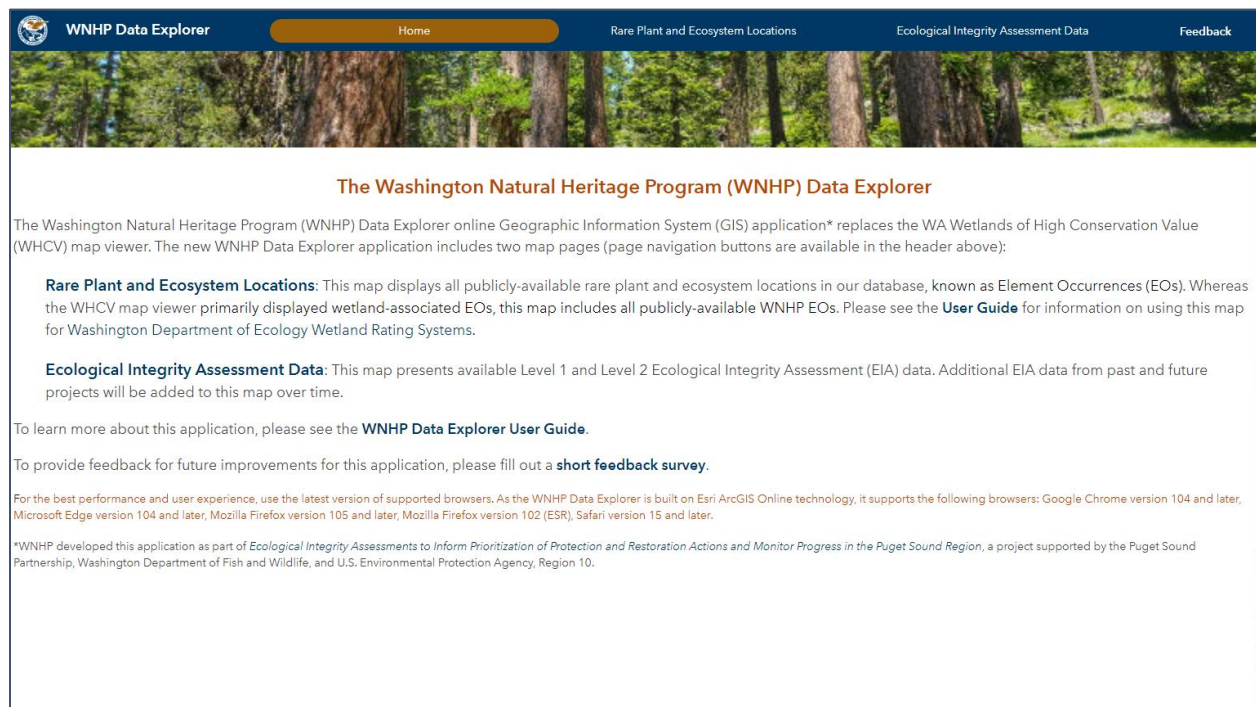 WNHP Data Explorer
Home
Rare Plant and Ecosystem Locations
Ecological Integrity Assessment Data
Feedback
The Washington Natural Heritage Program (WNHP) Data Explorer
The Washington Natural Heritage Program (WNHP) Data Explorer online Geographic Information System (GIS) application* replaces the WA Wetlands of High Conservation Value
(WHCV) map viewer. The new WNHP Data Explorer application includes two map pages (page navigation buttons are available in the header above):
Rare Plant and Ecosystem Locations: This map displays all publicly-available rare plant and ecosystem locations in our database, known as Element Occurrences (EOs). Whereas
the WHCV map viewer primarily displayed wetland-associated EOs, this map includes all publicly-available WNHP EOs. Please see the User Guide for information on using this map
for Washington Department of Ecology Wetland Rating Systems.
Ecological Integrity Assessment Data: This map presents available Level 1 and Level 2 Ecological Integrity Assessment (EIA) data. Additional EIA data from past and future
projects will be added to this map over time.
To learn more about this application, please see the WNHP Data Explorer User Guide.
To provide feedback for future improvements for this application, please fill out a short feedback survey.
For the best performance and user experience, use the latest version of supported browsers. As the WNHP Data Explorer is built on Esri ArcGIS Online technology, it supports the following browsers: Google Chrome version 104 and later,
Microsoft Edge version 104 and later, Mozilla Firefox version 105 and later, Mozilla Firefox version 102 (ESR), Safari version 15 and later.
*WNHP developed this application as part of Ecological Integrity Assessments to Inform Prioritization of Protection and Restoration Actions and Monitor Progress in the Puget Sound Region, a project supported by the Puget Sound
Partnership, Washington Department of Fish and Wildlife, and U.S. Environmental Protection Agency, Region 10.